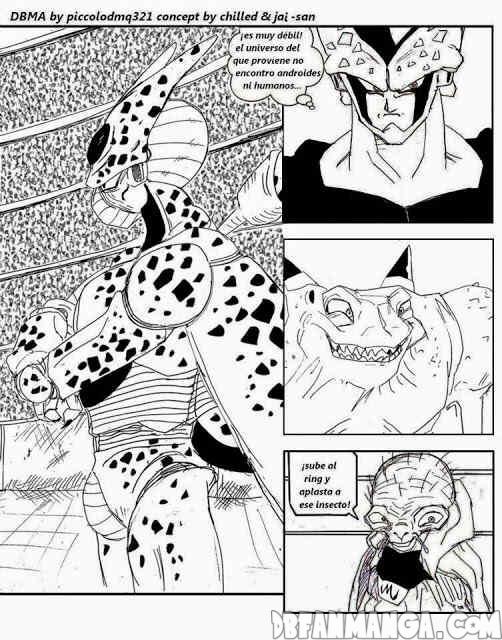 DBMA by piccolodmq321 concept by chilled & jai -san
¡es muy débil!
el universo del
que proviene no
encontro androides
ni humanos...
¡sube al
ring y
aplasta a
ese insecto!
M
DBFANMANGA.COM